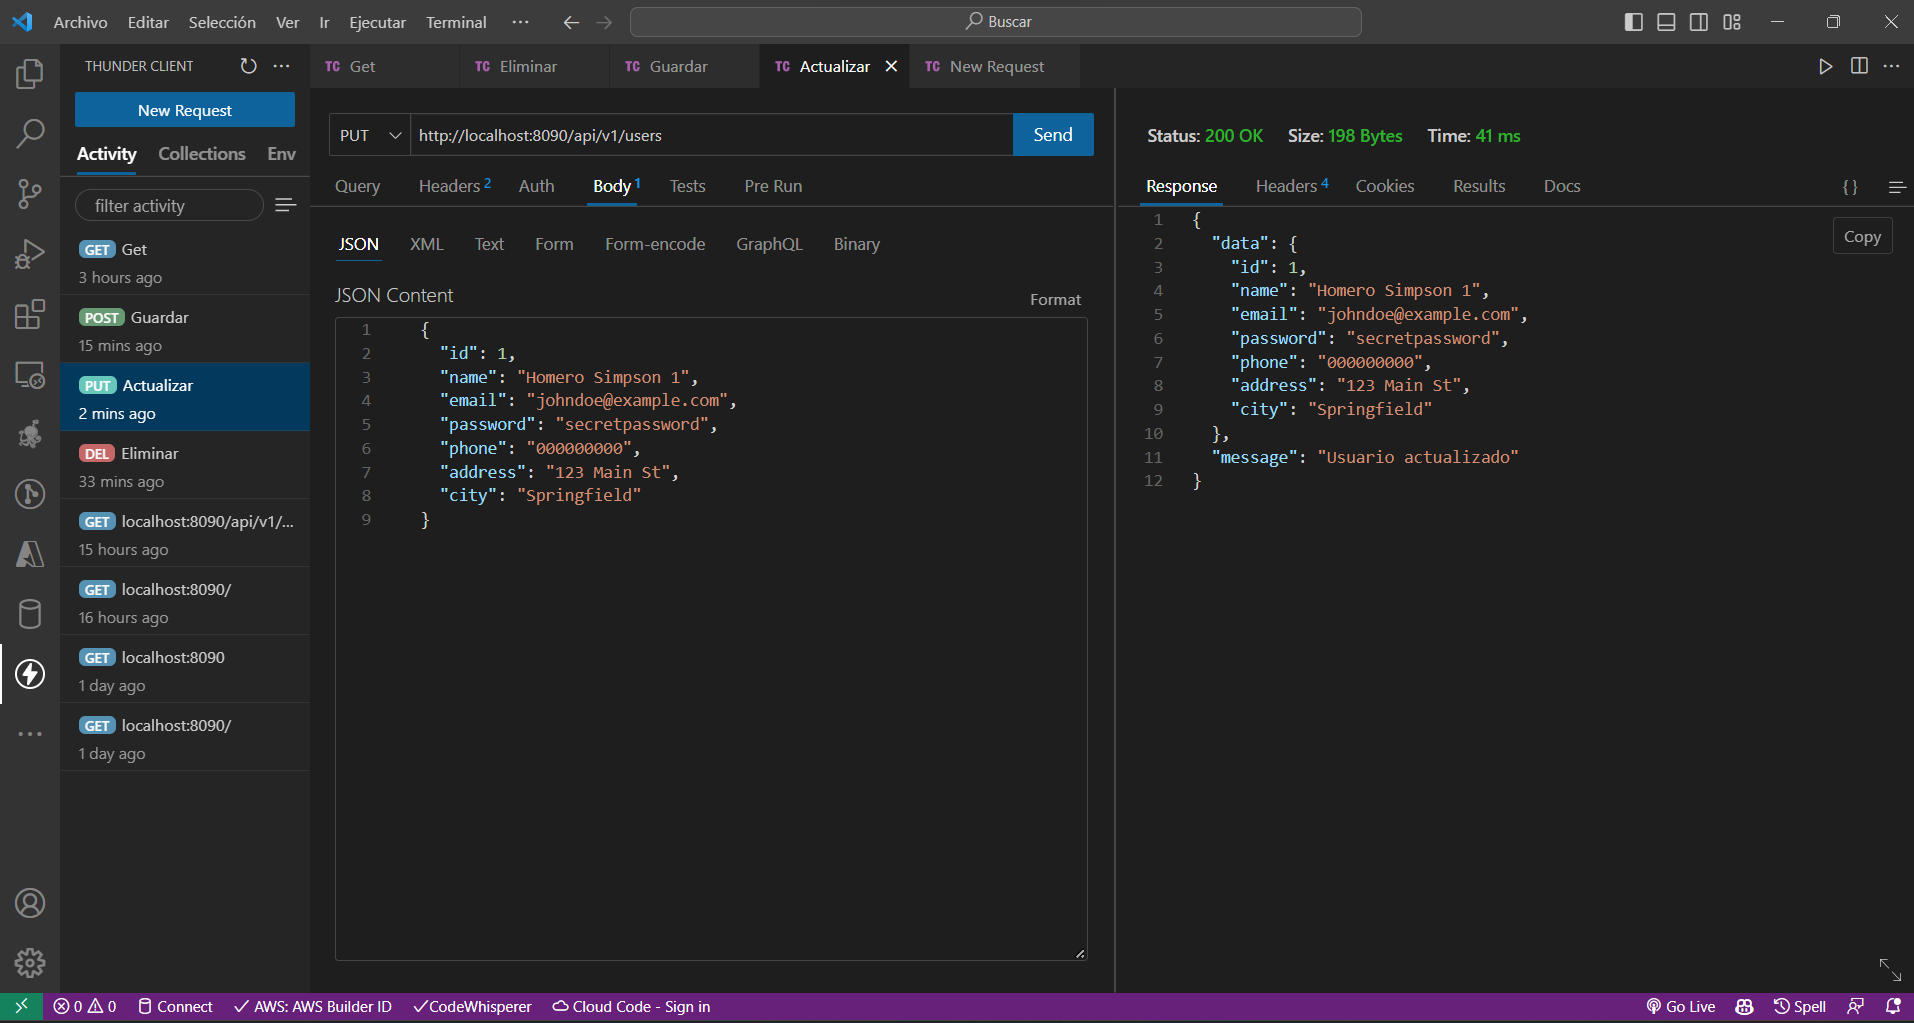 Archivo Editar Selección Ver Ir Ejecutar Terminal ··· Buscar
THUNDER CLIENT ···
TC Get TC Eliminar TC Guardar TC Actualizar TC New Request
New Request
Activity Collections Env
filter activity
GET Get
3 hours ago
POST Guardar
15 mins ago
PUT Actualizar
2 mins ago
DEL Eliminar
33 mins ago
GET localhost:8090/api/v1/...
15 hours ago
GET localhost:8090/
16 hours ago
GET localhost:8090
1 day ago
GET localhost:8090/
1 day ago
PUT http://localhost:8090/api/v1/users Send
Query Headers 2 Auth Body 1 Tests Pre Run
JSON XML Text Form Form-encode GraphQL Binary
JSON Content Format
1 {
2 "id": 1,
3 "name": "Homero Simpson 1",
4 "email": "johndoe@example.com",
5 "password": "secretpassword",
6 "phone": "000000000",
7 "address": "123 Main St",
8 "city": "Springfield"
9 }
Status: 200 OK Size: 198 Bytes Time: 41 ms
Response Headers 4 Cookies Results Docs {}
Copy
1 {
2 "data": {
3 "id": 1,
4 "name": "Homero Simpson 1",
5 "email": "johndoe@example.com",
6 "password": "secretpassword",
7 "phone": "000000000",
8 "address": "123 Main St",
9 "city": "Springfield"
10 },
11 "message": "Usuario actualizado"
12 }
0 0 Connect AWS: AWS Builder ID CodeWhisperer Cloud Code - Sign in Go Live Spell